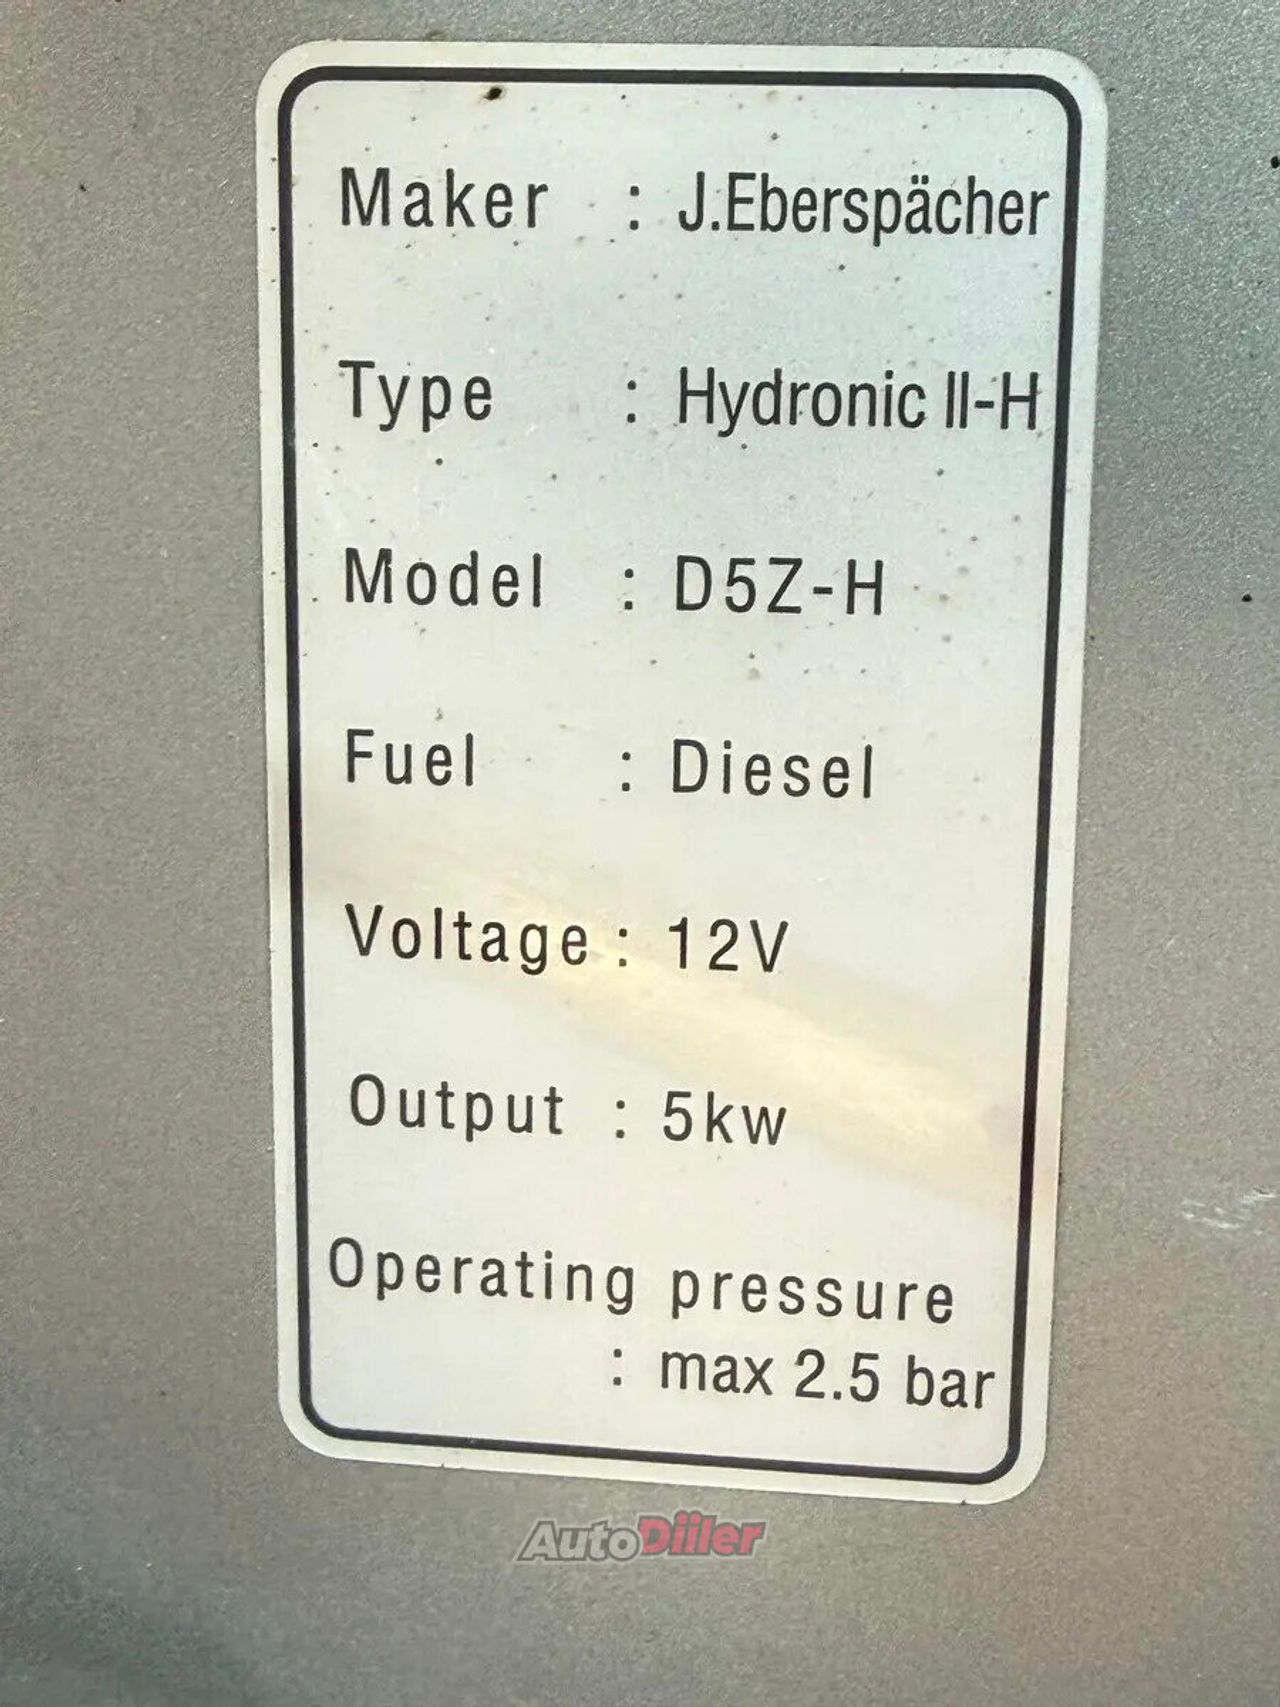 Maker : J.Eberspächer
Type : Hydronic II-H
Model : D5Z-H
Fuel : Diesel
Voltage : 12V
Output : 5kw
Operating pressure
: max 2.5 bar
AutoDiiler